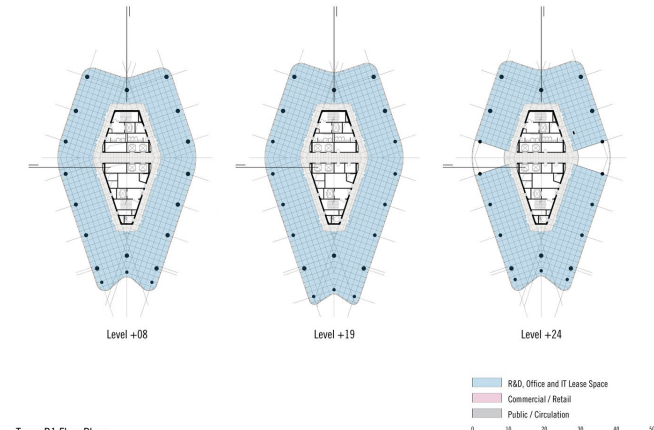 Level +08
Level +19
Level +24
R&D, Office and IT Lease Space
Commercial / Retail
Public / Circulation
0 10 20 30 40 50